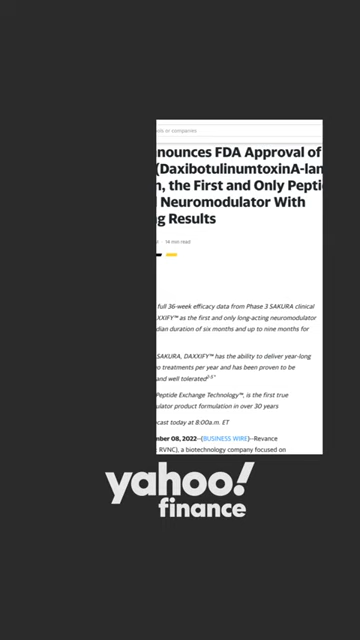 ols or companies
nounces FDA Approval of
(DaxibotulinumtoxinA-lan
n, the First and Only Pepti
Neuromodulator With
g Results
14 min read
full 36-week efficacy data from Phase 3 SAKURA clinical
XXIFY™ as the first and only long-acting neuromodulator
dian duration of six months and up to nine months for
SAKURA, DAXXIFY™ has the ability to deliver year-long
o treatments per year and has been proven to be
and well tolerated
Peptide Exchange Technology™, is the first true
ulator product formulation in over 30 years
cast today at 8:00a.m. ET
mber 08, 2022--(BUSINESS WIRE)--Revance
RVNC), a biotechnology company focused on
yahoo!
finance